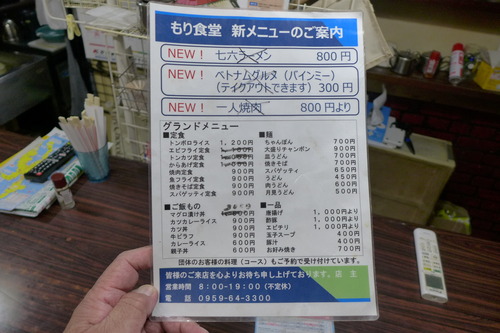 もり食堂 新メニューのご案内
NEW! 七六ラーメン 800円
NEW! ベトナムグルメ(バインミー)
(テイクアウトできます) 300円
NEW! 一人焼肉 800円より
グランドメニュー
■定食
トンボロライス 1,200円
エビフライ定食
トンカツ定食 900円
からあげ定食 900円
焼肉定食 900円
魚フライ定食 900円
焼きそば定食 900円
スパゲッティ定食 900円
■ご飯もの
マグロ漬け丼
カツカレーライス 900円
カツ丼 900円
牛ピラフ 900円
カレーライス 600円
親子丼 600円
■麺
ちゃんぽん 700円
大盛りチャンポン 900円
皿うどん 700円
焼きそば 700円
スパゲティ 650円
うどん 450円
肉うどん 600円
月見うどん 500円
■一品
唐揚げ 1,000円より
酢豚 1,000円より
エビチリ 1,000円より
玉子スープ 400円
豚汁 400円
お好み焼き 700円
団体のお客様の料理(コース)もご予約で受け付けています。
皆様のご来店を心よりお待ち申し上げております。店 主
営業時間 8:00-19:00(不定休)
電 話 0959-64-3300